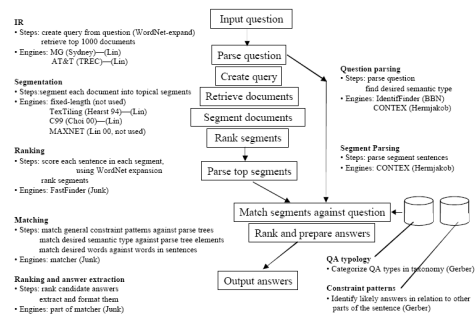 IR
• Steps: create query from question (WordNet-expand)
retrieve top 1000 documents
• Engines: MG (Sydney)—(Lin)
AT&T (TREC)—(Lin)
Segmentation
• Steps:segment each document into topical segments
• Engines: fixed-length (not used)
TexTiling (Hearst 94)—(Lin)
C99 (Choi 00)—(Lin)
MAXNET (Lin 00, not used)
Ranking
• Steps: score each sentence in each segment,
using WordNet expansion
rank segments
• Engines: FastFinder (Junk)
Matching
• Steps: match general constraint patterns against parse trees
match desired semantic type against parse tree elements
match desired words against words in sentences
• Engines: matcher (Junk)
Ranking and answer extraction
• Steps: rank candidate answers
extract and format them
• Engines: part of matcher (Junk)
Input question
Parse question
Create query
Retrieve documents
Segment documents
Rank segments
Parse top segments
Match segments against question
Rank and prepare answers
Output answers
Question parsing
• Steps: parse question
find desired semantic type
• Engines: IdentiFinder (BBN)
CONTEX (Hermjakob)
Segment Parsing
• Steps: parse segment sentences
• Engines: CONTEX (Hermjakob)
QA typology
• Categorize QA types in taxonomy (Gerber)
Constraint patterns
• Identify likely answers in relation to other
parts of the sentence (Gerber)